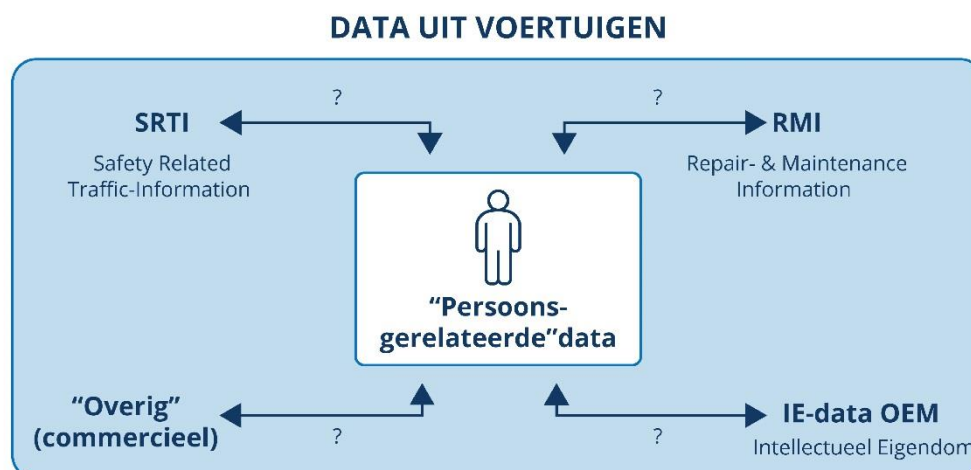 DATA UIT VOERTUIGEN
?
?
SRTI
RMI
Safety Related
Traffic-Information
Repair- & Maintenance
Information
“Persoons-
gerelateerde”data
“Overig”
(commercieel)
IE-data OEM
Intellectueel Eigendom
?
?